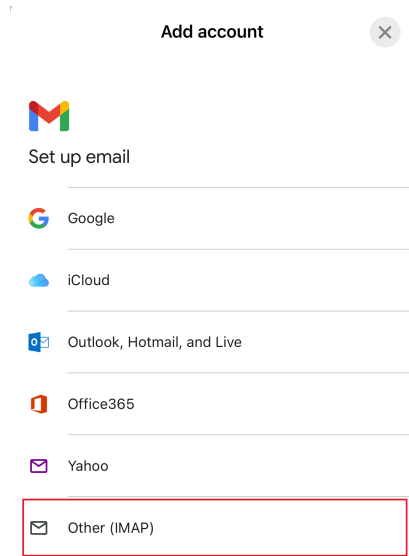 Add account
Set up email
Google
iCloud
Outlook, Hotmail, and Live
Office365
Yahoo
Other (IMAP)